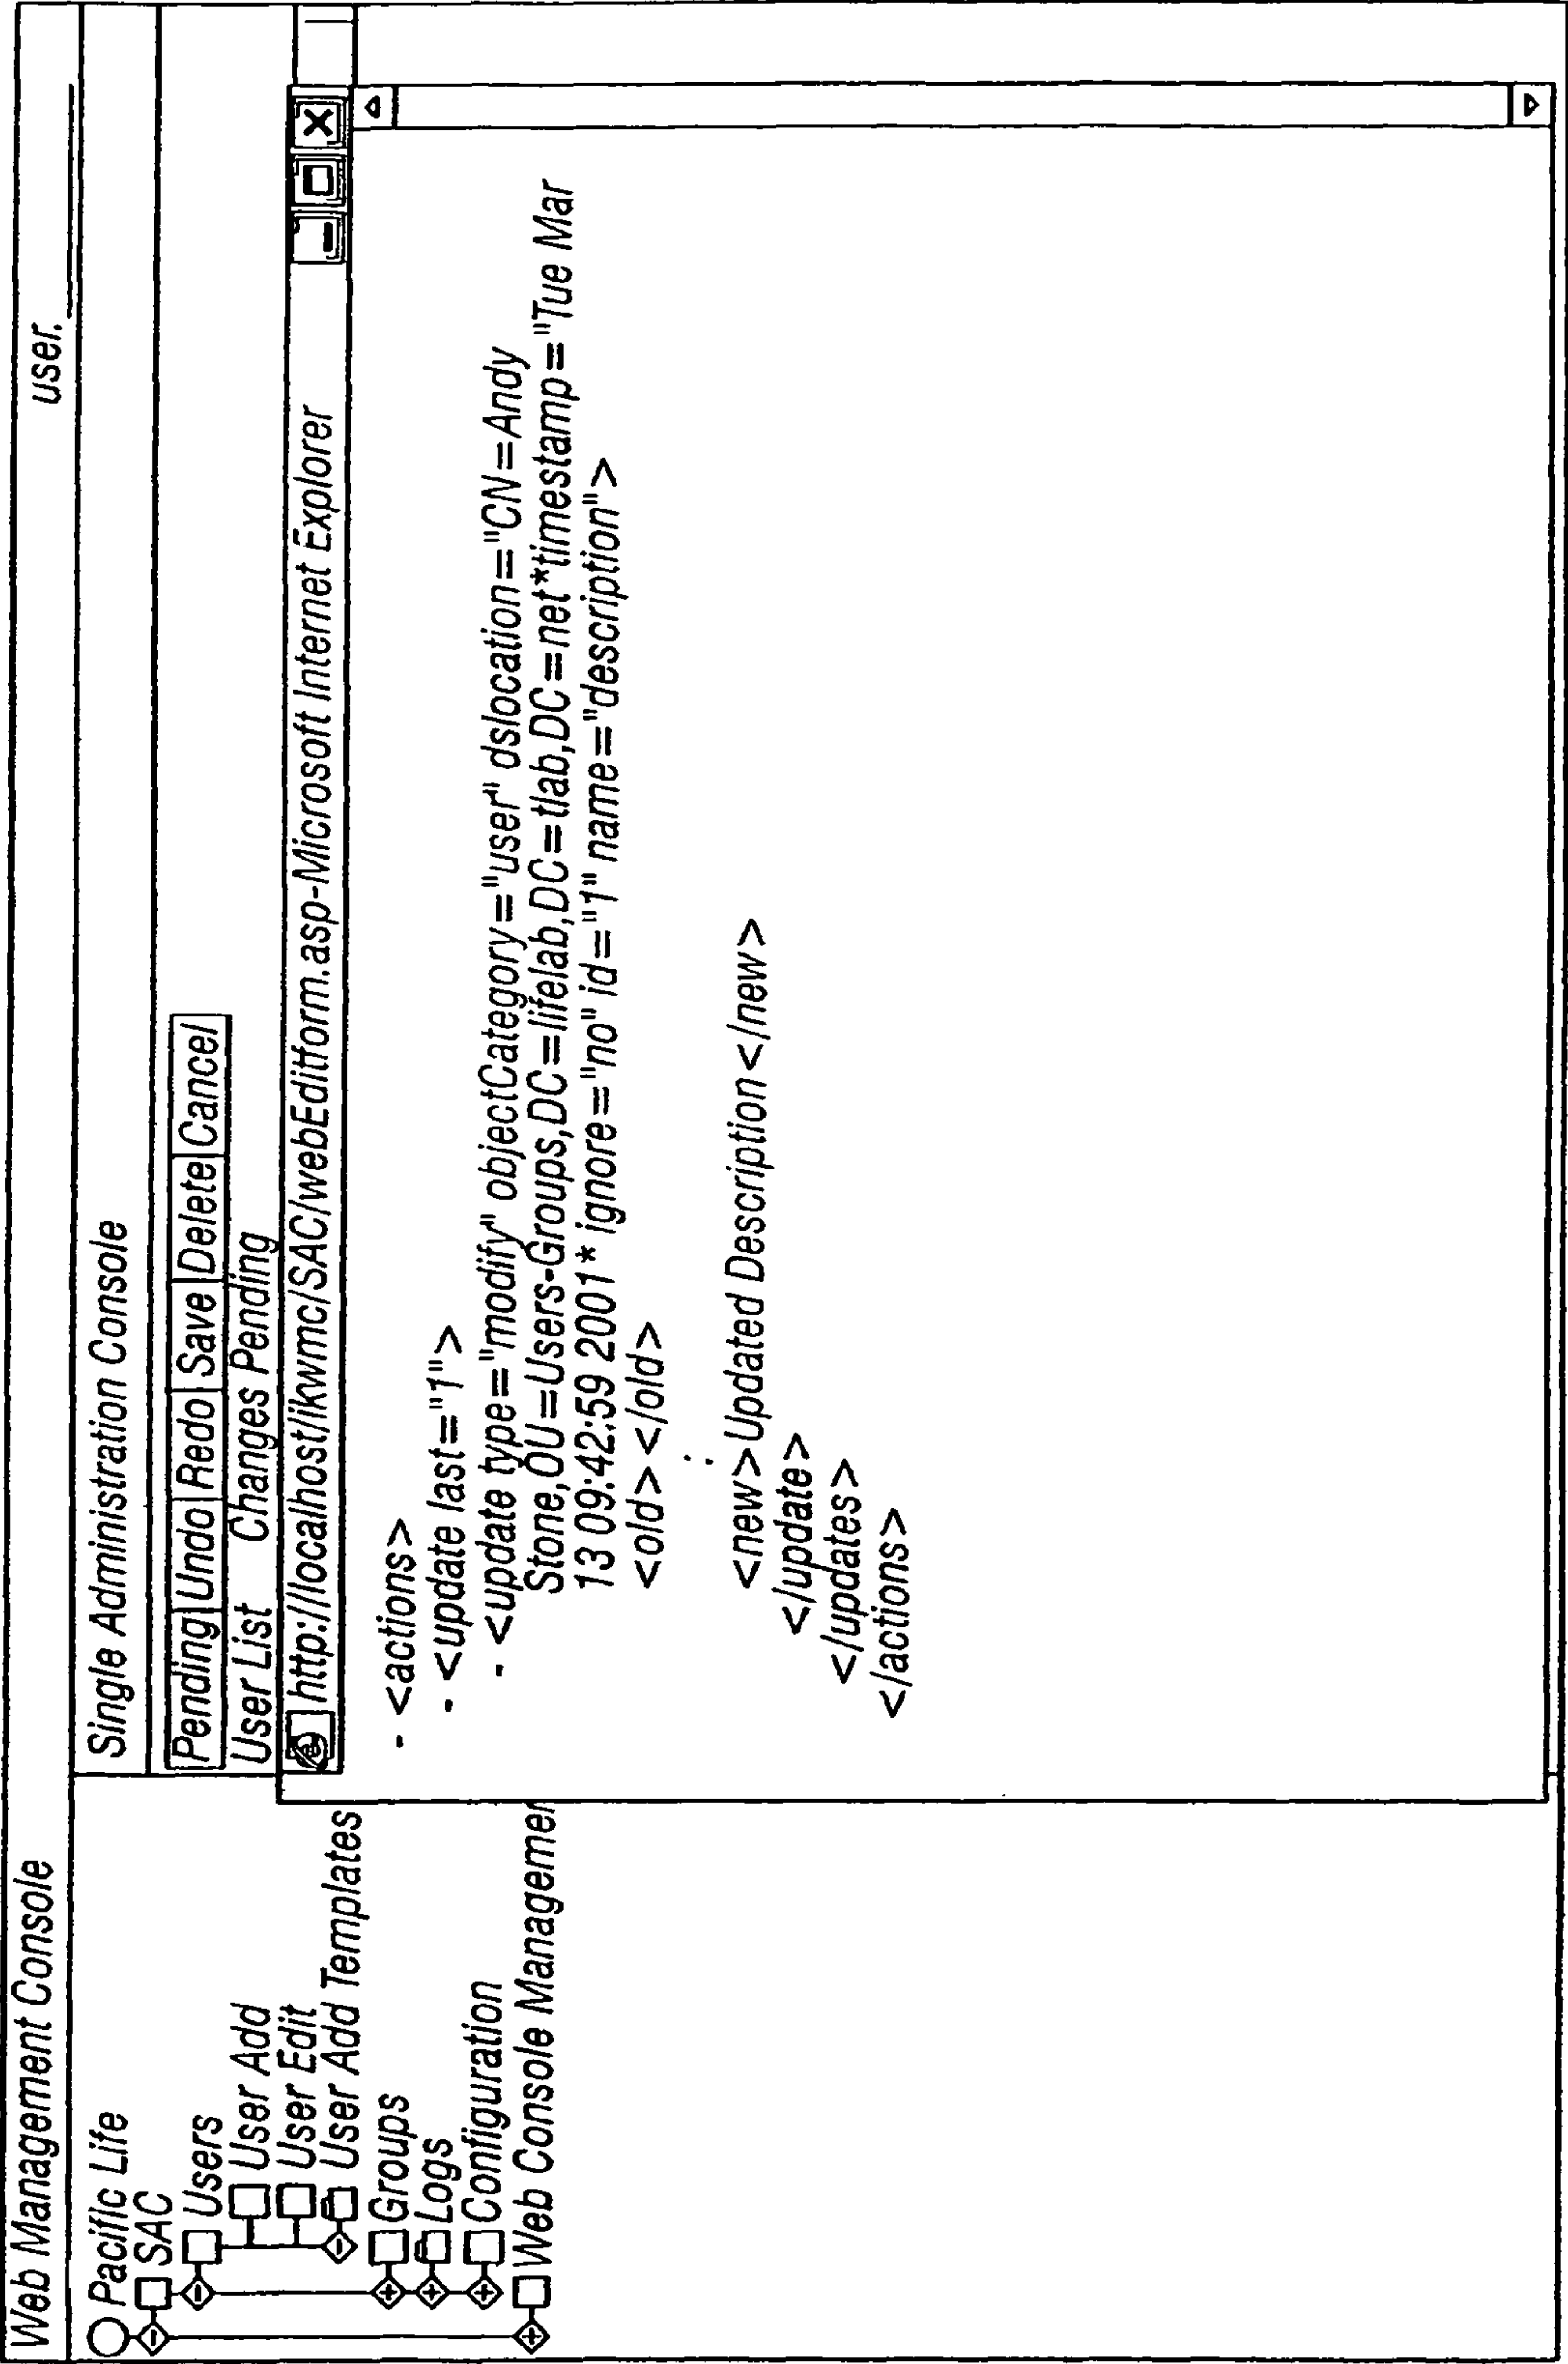 Web Management Console
user.
Pacific Life
SAC
Users
User Add
User Edit
User Add Templates
Groups
Logs
Configuration
Web Console Managemer
Single Administration Console
Pending Undo Redo Save Delete Cancel
User List Changes Pending
http://localhost/ikwmc/SAC/webEditform.asp-Microsoft Internet Explorer
- <actions>
- <update last="1">
- <update type="modify" objectCategory="user" dslocation="CN=Andy
Stone,OU=Users-Groups,DC=lifelab,DC=tlab,DC=net*timestamp="Tue Mar
13 09:42:59 2001* ignore="no" id="1" name="description">
<old> </old>
<new>Updated Description</new>
</update>
</updates>
</actions>